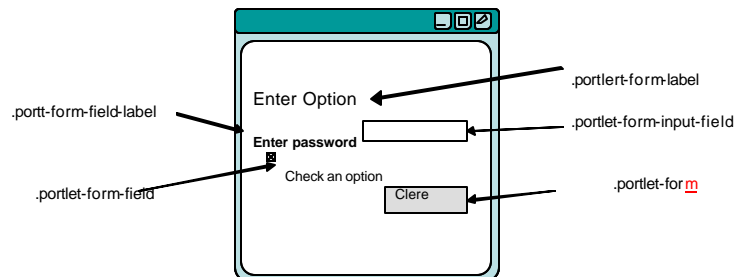 Enter Option
.portlert-form-label
.portt-form-field-label
.portlet-form-input-field
Enter password
Check an option
.portlet-form-field
Clere
.portlet-form